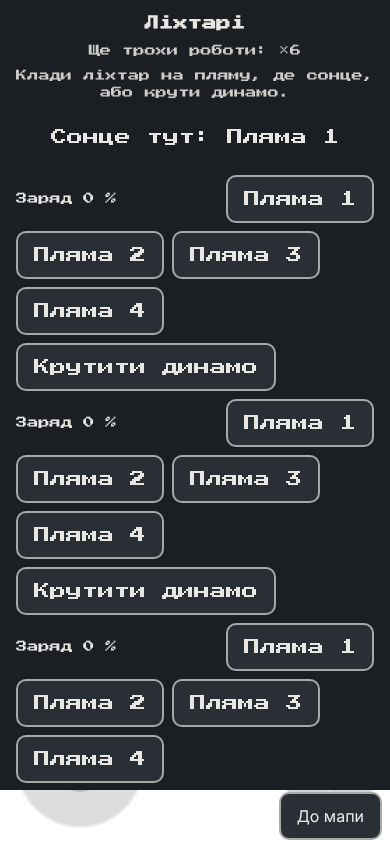 Ліхтарі
Ще трохи роботи: ×6
Клади ліхтар на пляму, де сонце,
або крути динамо.
Сонце тут: Пляма 1
Заряд 0 % Пляма 1
Пляма 2 Пляма 3
Пляма 4
Крутити динамо
Заряд 0 % Пляма 1
Пляма 2 Пляма 3
Пляма 4
Крутити динамо
Заряд 0 % Пляма 1
Пляма 2 Пляма 3
Пляма 4
До мапи